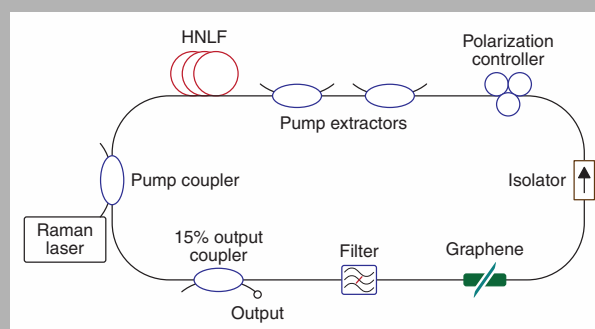 HNLF
Polarization
controller
Pump extractors
Pump coupler
Isolator
Raman
laser
15% output
coupler
Filter
Graphene
Output